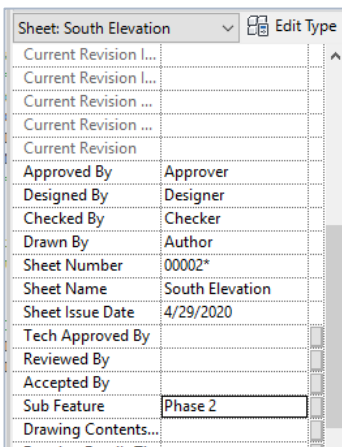 Sheet: South Elevation Edit Type
Current Revision I...
Current Revision I...
Current Revision ...
Current Revision ...
Current Revision
Approved By Approver
Designed By Designer
Checked By Checker
Drawn By Author
Sheet Number 00002*
Sheet Name South Elevation
Sheet Issue Date 4/29/2020
Tech Approved By
Reviewed By
Accepted By
Sub Feature Phase 2
Drawing Contents...